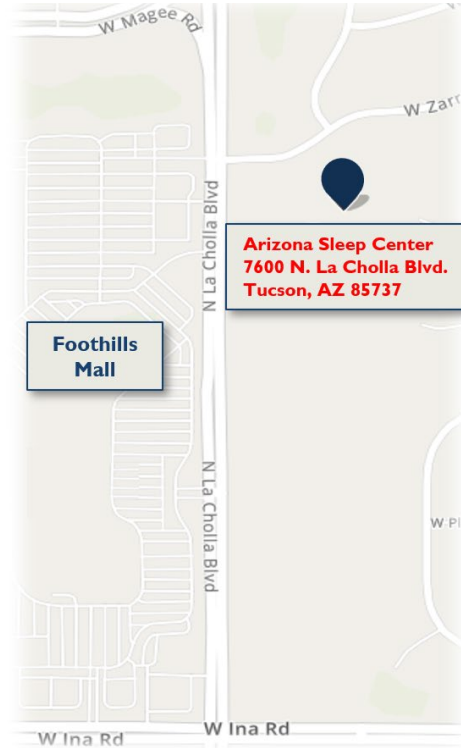 W Magee Rd
W Zarr
N La Cholla Blvd
Arizona Sleep Center
7600 N. La Cholla Blvd.
Tucson, AZ 85737
Foothills
Mall
N La Cholla Blvd
W Pl
W Ina Rd
W Ina Rd